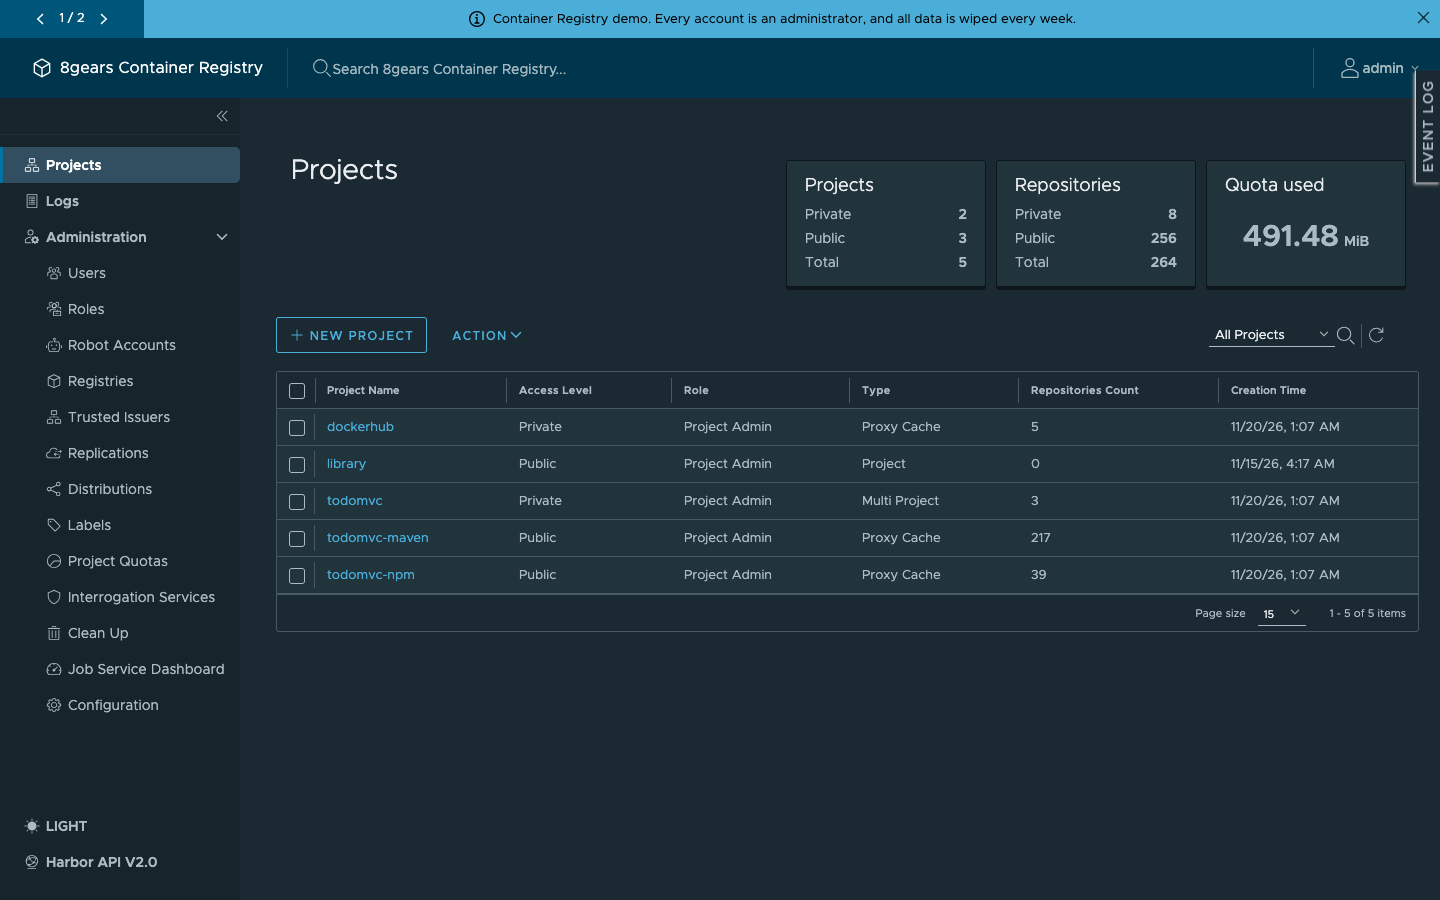 1 / 2
Container Registry demo. Every account is an administrator, and all data is wiped every week.
8gears Container Registry
Search 8gears Container Registry...
admin
EVENT LOG
Projects
Logs
Administration
Users
Roles
Robot Accounts
Registries
Trusted Issuers
Replications
Distributions
Labels
Project Quotas
Interrogation Services
Clean Up
Job Service Dashboard
Configuration
LIGHT
Harbor API V2.0
Projects
Projects
Private 2
Public 3
Total 5
Repositories
Private 8
Public 256
Total 264
Quota used
491.48 MiB
NEW PROJECT
ACTION
All Projects
Project Name Access Level Role Type Repositories Count Creation Time
dockerhub Private Project Admin Proxy Cache 5 11/20/26, 1:07 AM
library Public Project Admin Project 0 11/15/26, 4:17 AM
todomvc Private Project Admin Multi Project 3 11/20/26, 1:07 AM
todomvc-maven Public Project Admin Proxy Cache 217 11/20/26, 1:07 AM
todomvc-npm Public Project Admin Proxy Cache 39 11/20/26, 1:07 AM
Page size 15 1 - 5 of 5 items